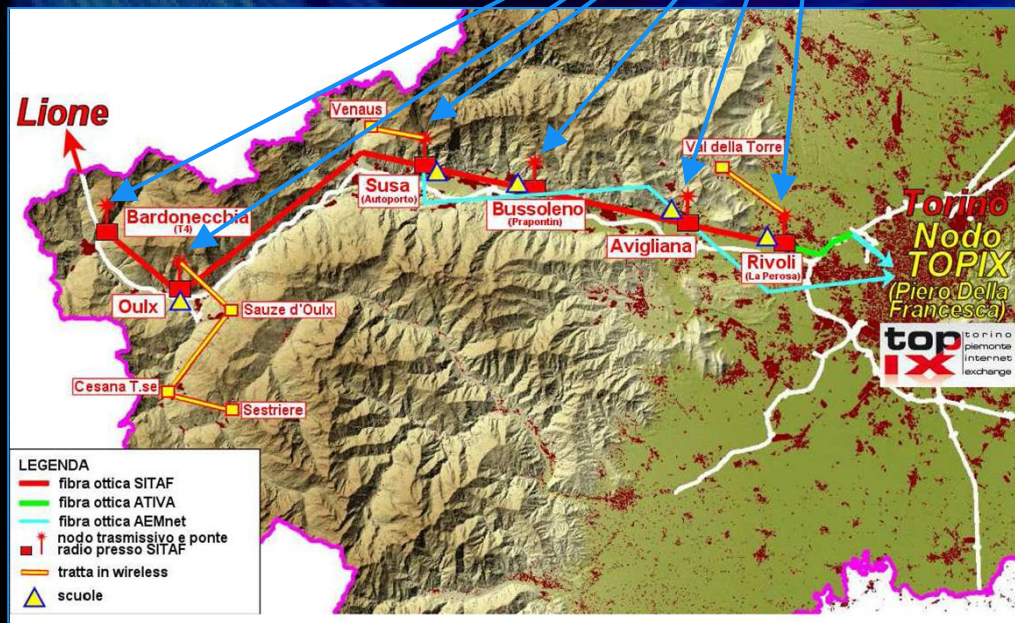 Lione
Venaus
Val della Torre
Susa
(Autoporto)
Bardonecchia
(T4)
Bussoleno
(Prapontin)
Avigliana
Rivoli
(La Perosa)
Torino
Nodo
TOPIX
(Piero Della
Francesca)
top
IX
torino
piemonte
internet
exchange
Oulx
Sauze d'Oulx
Cesana T.se
Sestriere
LEGENDA
fibra ottica SITAF
fibra ottica ATIVA
fibra ottica AEMnet
nodo trasmissivo e ponte
radio presso SITAF
tratta in wireless
scuole